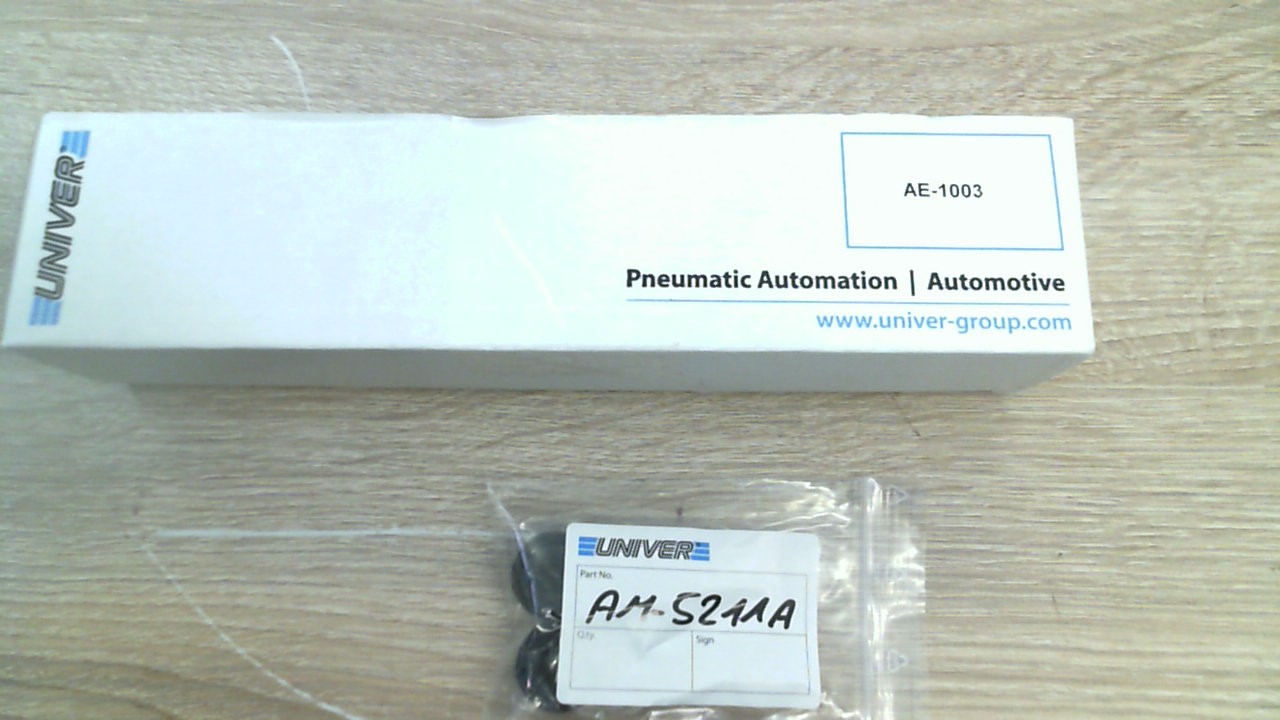 UNIVER
AE-1003
Pneumatic Automation | Automotive
www.univer-group.com
UNIVER
Part No.
AM-5211A
Q.ty
Sign